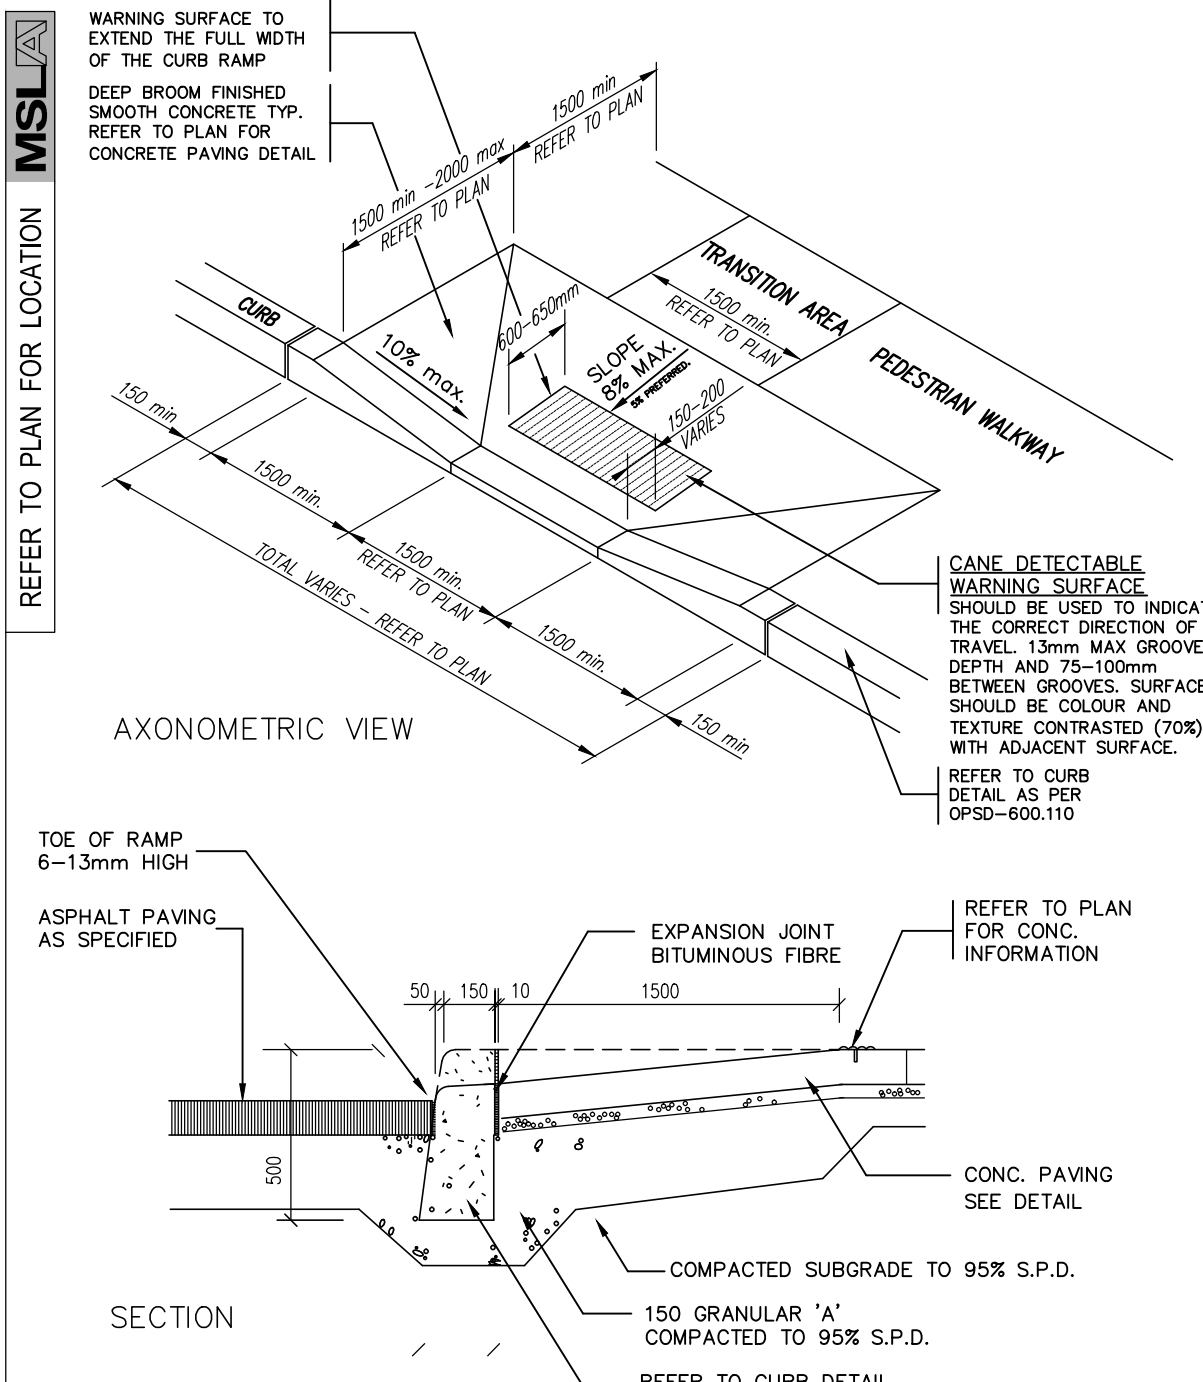 MSLA
REFER TO PLAN FOR LOCATION
WARNING SURFACE TO
EXTEND THE FULL WIDTH
OF THE CURB RAMP
DEEP BROOM FINISHED
SMOOTH CONCRETE TYP.
REFER TO PLAN FOR
CONCRETE PAVING DETAIL
1500 min -2000 max
REFER TO PLAN
1500 min
REFER TO PLAN
CURB
10% max.
600-650mm
SLOPE
8% MAX.
5% PREFERRED.
150-200
VARIES
TRANSITION AREA
1500 min.
REFER TO PLAN
PEDESTRIAN WALKWAY
150 min
1500 min.
1500 min.
REFER TO PLAN
1500 min.
150 min
TOTAL VARIES - REFER TO PLAN
CANE DETECTABLE
WARNING SURFACE
SHOULD BE USED TO INDICAT
THE CORRECT DIRECTION OF
TRAVEL. 13mm MAX GROOVE
DEPTH AND 75-100mm
BETWEEN GROOVES. SURFACE
SHOULD BE COLOUR AND
TEXTURE CONTRASTED (70%)
WITH ADJACENT SURFACE.
REFER TO CURB
DETAIL AS PER
OPSD-600.110
AXONOMETRIC VIEW
TOE OF RAMP
6-13mm HIGH
ASPHALT PAVING
AS SPECIFIED
EXPANSION JOINT
BITUMINOUS FIBRE
REFER TO PLAN
FOR CONC.
INFORMATION
50 150 10 1500
500
CONC. PAVING
SEE DETAIL
COMPACTED SUBGRADE TO 95% S.P.D.
150 GRANULAR 'A'
COMPACTED TO 95% S.P.D.
REFER TO CURB DETAIL
SECTION